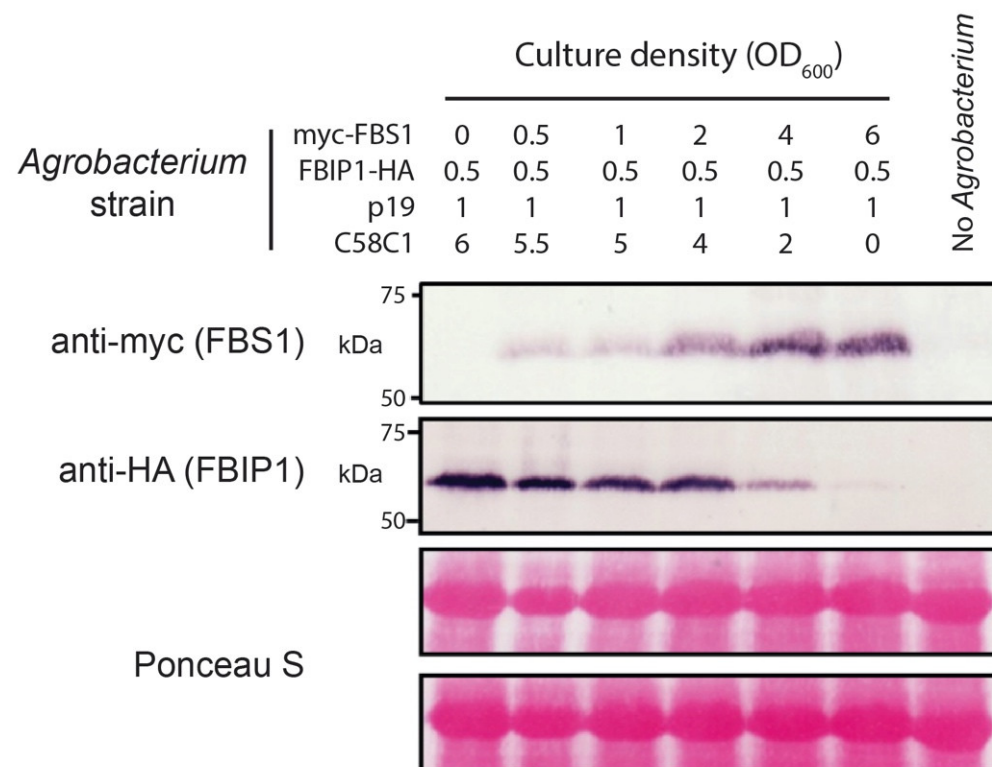 Culture density (OD600)
No Agrobacterium
Agrobacterium
strain
myc-FBS1 0 0.5 1 2 4 6
FBIP1-HA 0.5 0.5 0.5 0.5 0.5 0.5
p19 1 1 1 1 1 1
C58C1 6 5.5 5 4 2 0
75
anti-myc (FBS1) kDa
50
75
anti-HA (FBIP1) kDa
50
Ponceau S